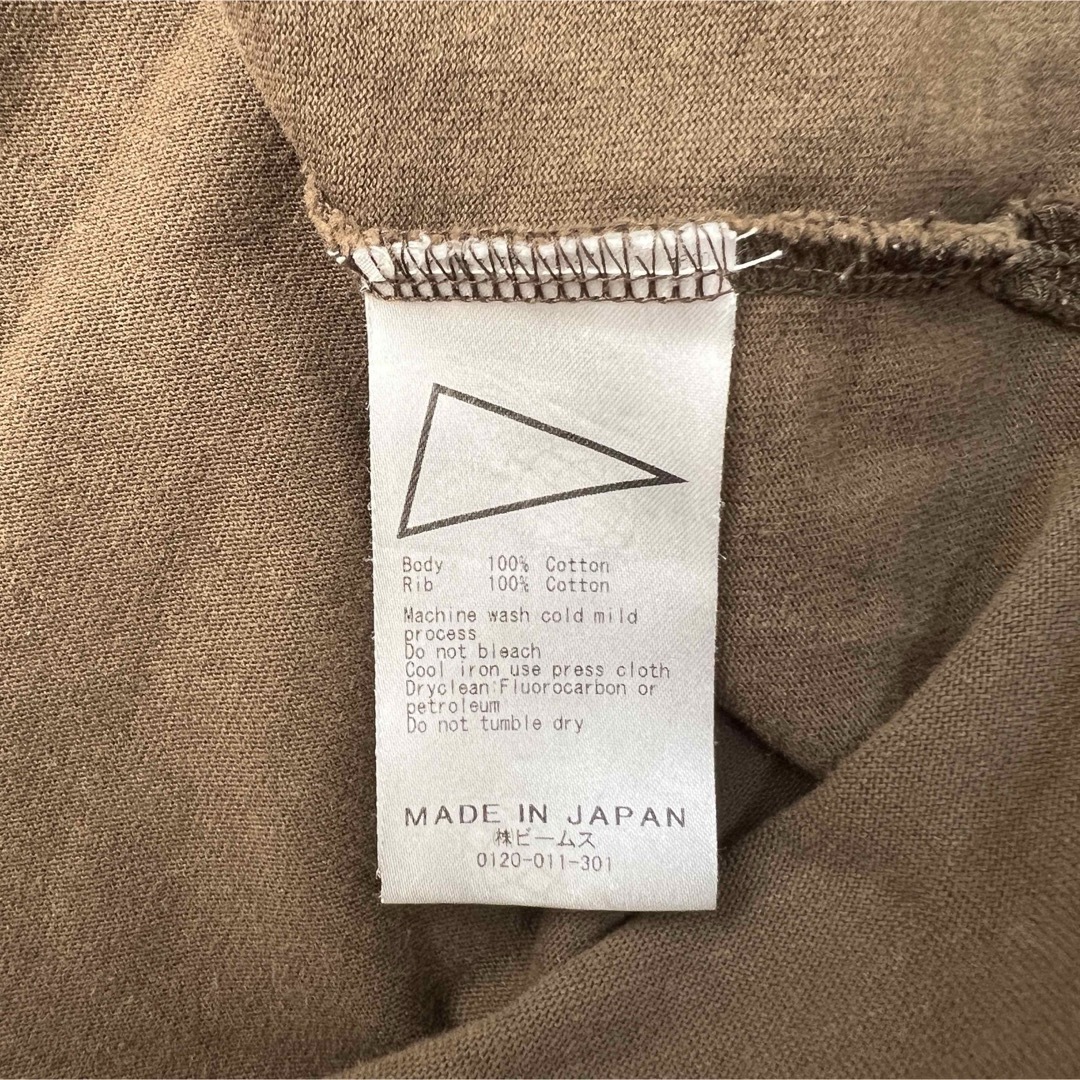 Body 100% Cotton
Rib 100% Cotton
Machine wash cold mild
process
Do not bleach
Cool iron use press cloth
Dryclean:Fluorocarbon or
petroleum
Do not tumble dry
MADE IN JAPAN
㈱ビームス
0120-011-301